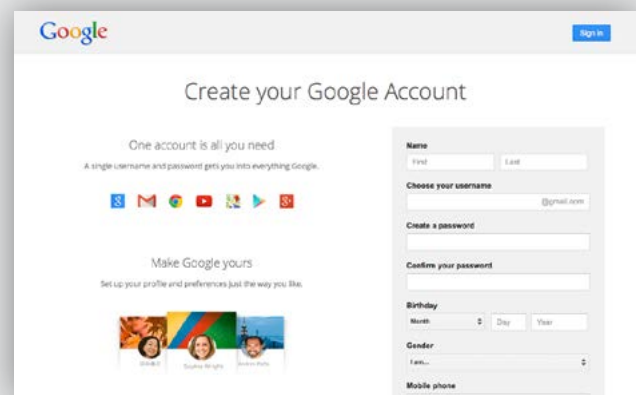 Google
Sign in
Create your Google Account
One account is all you need
A single username and password gets you into everything Google.
Make Google yours
Set up your profile and preferences just the way you like.
Name
First Last
Choose your username
@gmail.com
Create a password
Confirm your password
Birthday
Month Day Year
Gender
I am...
Mobile phone